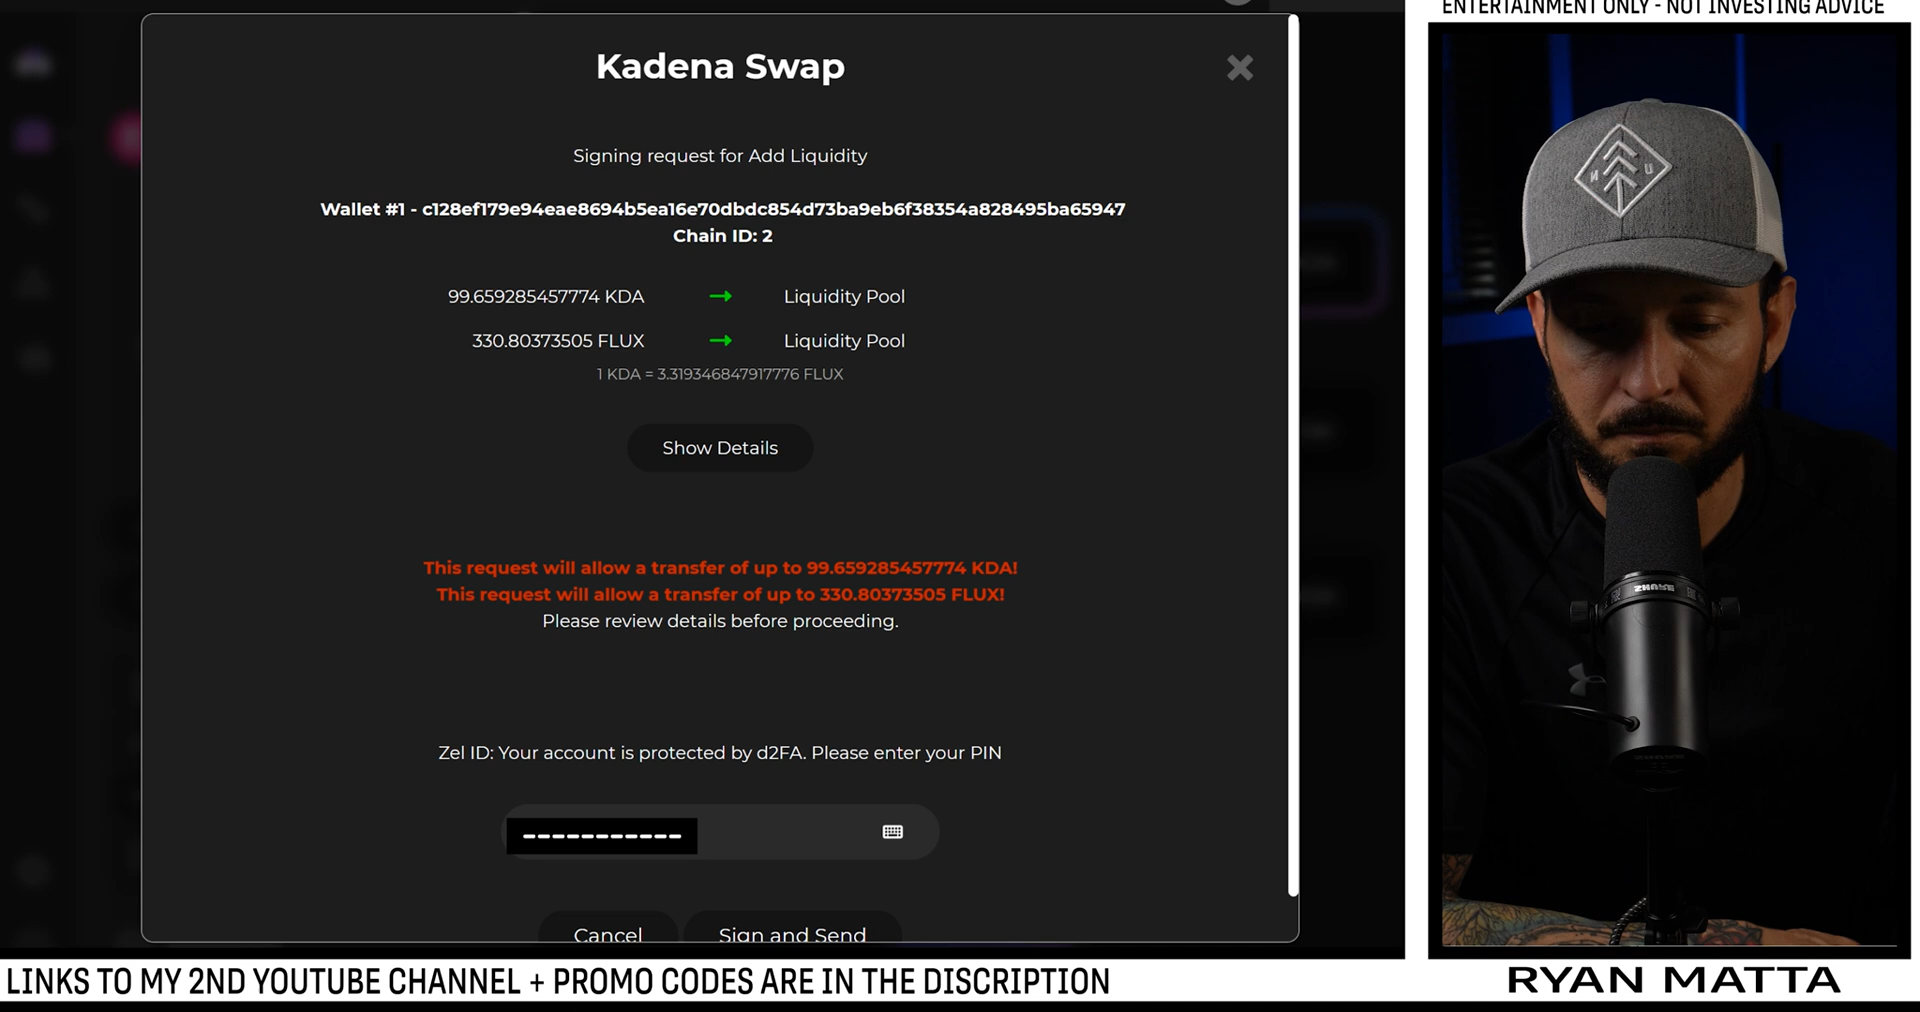 ENTERTAINMENT ONLY - NOT INVESTING ADVICE
Kadena Swap
Signing request for Add Liquidity
Wallet #1 - c128ef179e94eae8694b5ea16e70dbdc854d73ba9eb6f38354a828495ba65947
Chain ID: 2
99.659285457774 KDA → Liquidity Pool
330.80373505 FLUX → Liquidity Pool
1 KDA = 3.319346847917776 FLUX
Show Details
This request will allow a transfer of up to 99.659285457774 KDA!
This request will allow a transfer of up to 330.80373505 FLUX!
Please review details before proceeding.
Zel ID: Your account is protected by d2FA. Please enter your PIN
Cancel
Sign and Send
N U
SHURE
LINKS TO MY 2ND YOUTUBE CHANNEL + PROMO CODES ARE IN THE DISCRIPTION
RYAN MATTA